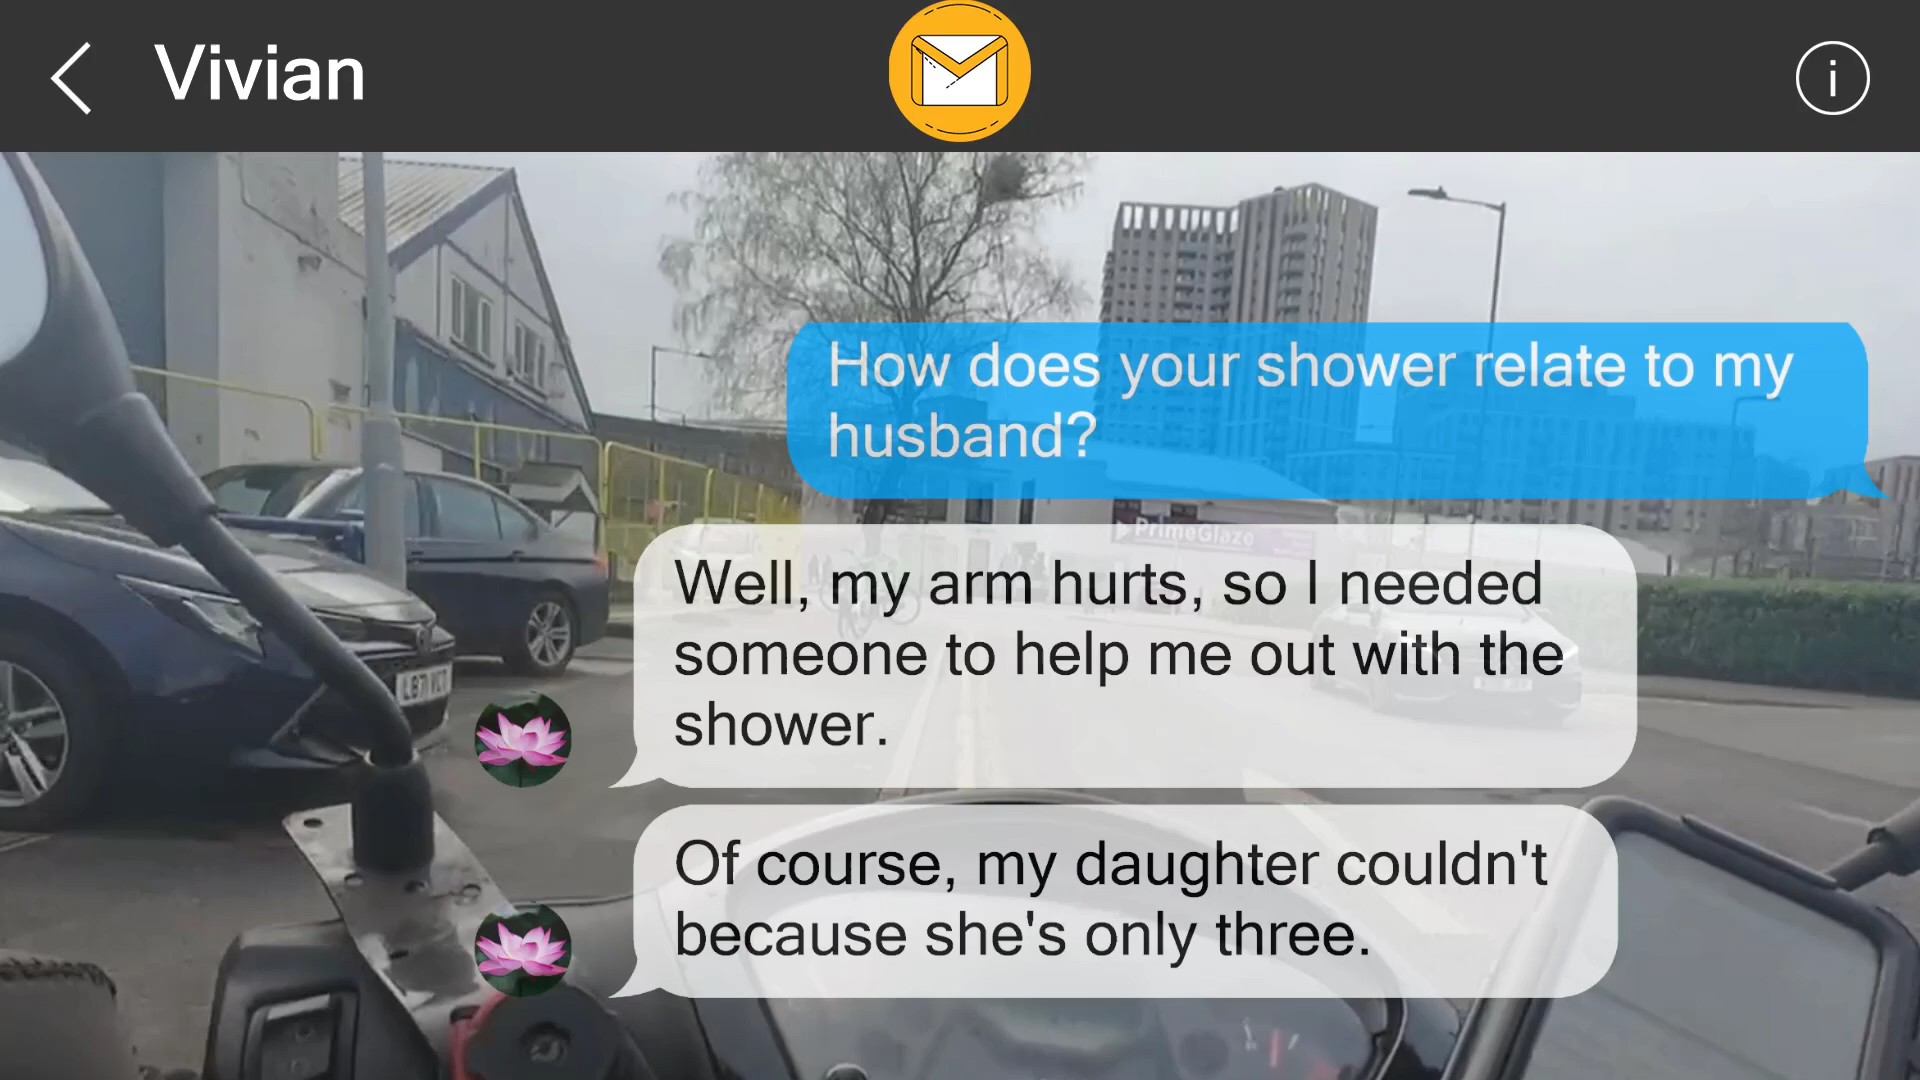 Vivian
How does your shower relate to my
husband?
PrimeGlaze
Well, my arm hurts, so I needed
someone to help me out with the
shower.
Of course, my daughter couldn't
because she's only three.